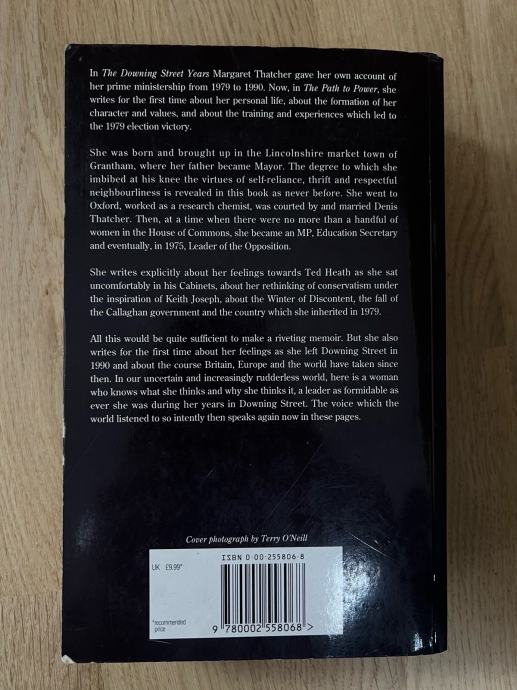 In The Downing Street Years Margaret Thatcher gave her own account of
her prime ministership from 1979 to 1990. Now, in The Path to Power, she
writes for the first time about her personal life, about the formation of her
character and values, and about the training and experiences which led to
the 1979 election victory.
She was born and brought up in the Lincolnshire market town of
Grantham, where her father became Mayor. The degree to which she
imbibed at his knee the virtues of self-reliance, thrift and respectful
neighbourliness is revealed in this book as never before. She went to
Oxford, worked as a research chemist, was courted by and married Denis
Thatcher. Then, at a time when there were no more than a handful of
women in the House of Commons, she became an MP, Education Secretary
and eventually, in 1975, Leader of the Opposition.
She writes explicitly about her feelings towards Ted Heath as she sat
uncomfortably in his Cabinets, about her rethinking of conservatism under
the inspiration of Keith Joseph, about the Winter of Discontent, the fall of
the Callaghan government and the country which she inherited in 1979.
All this would be quite sufficient to make a riveting memoir. But she also
writes for the first time about her feelings as she left Downing Street in
1990 and about the course Britain, Europe and the world have taken since
then. In our uncertain and increasingly rudderless world, here is a woman
who knows what she thinks and why she thinks it, a leader as formidable as
ever she was during her years in Downing Street. The voice which the
world listened to so intently then speaks again now in these pages.
Cover photograph by Terry O'Neill
ISBN 0-00-255806-8
UK £9.99*
*recommended
price
9 780002 558068 >